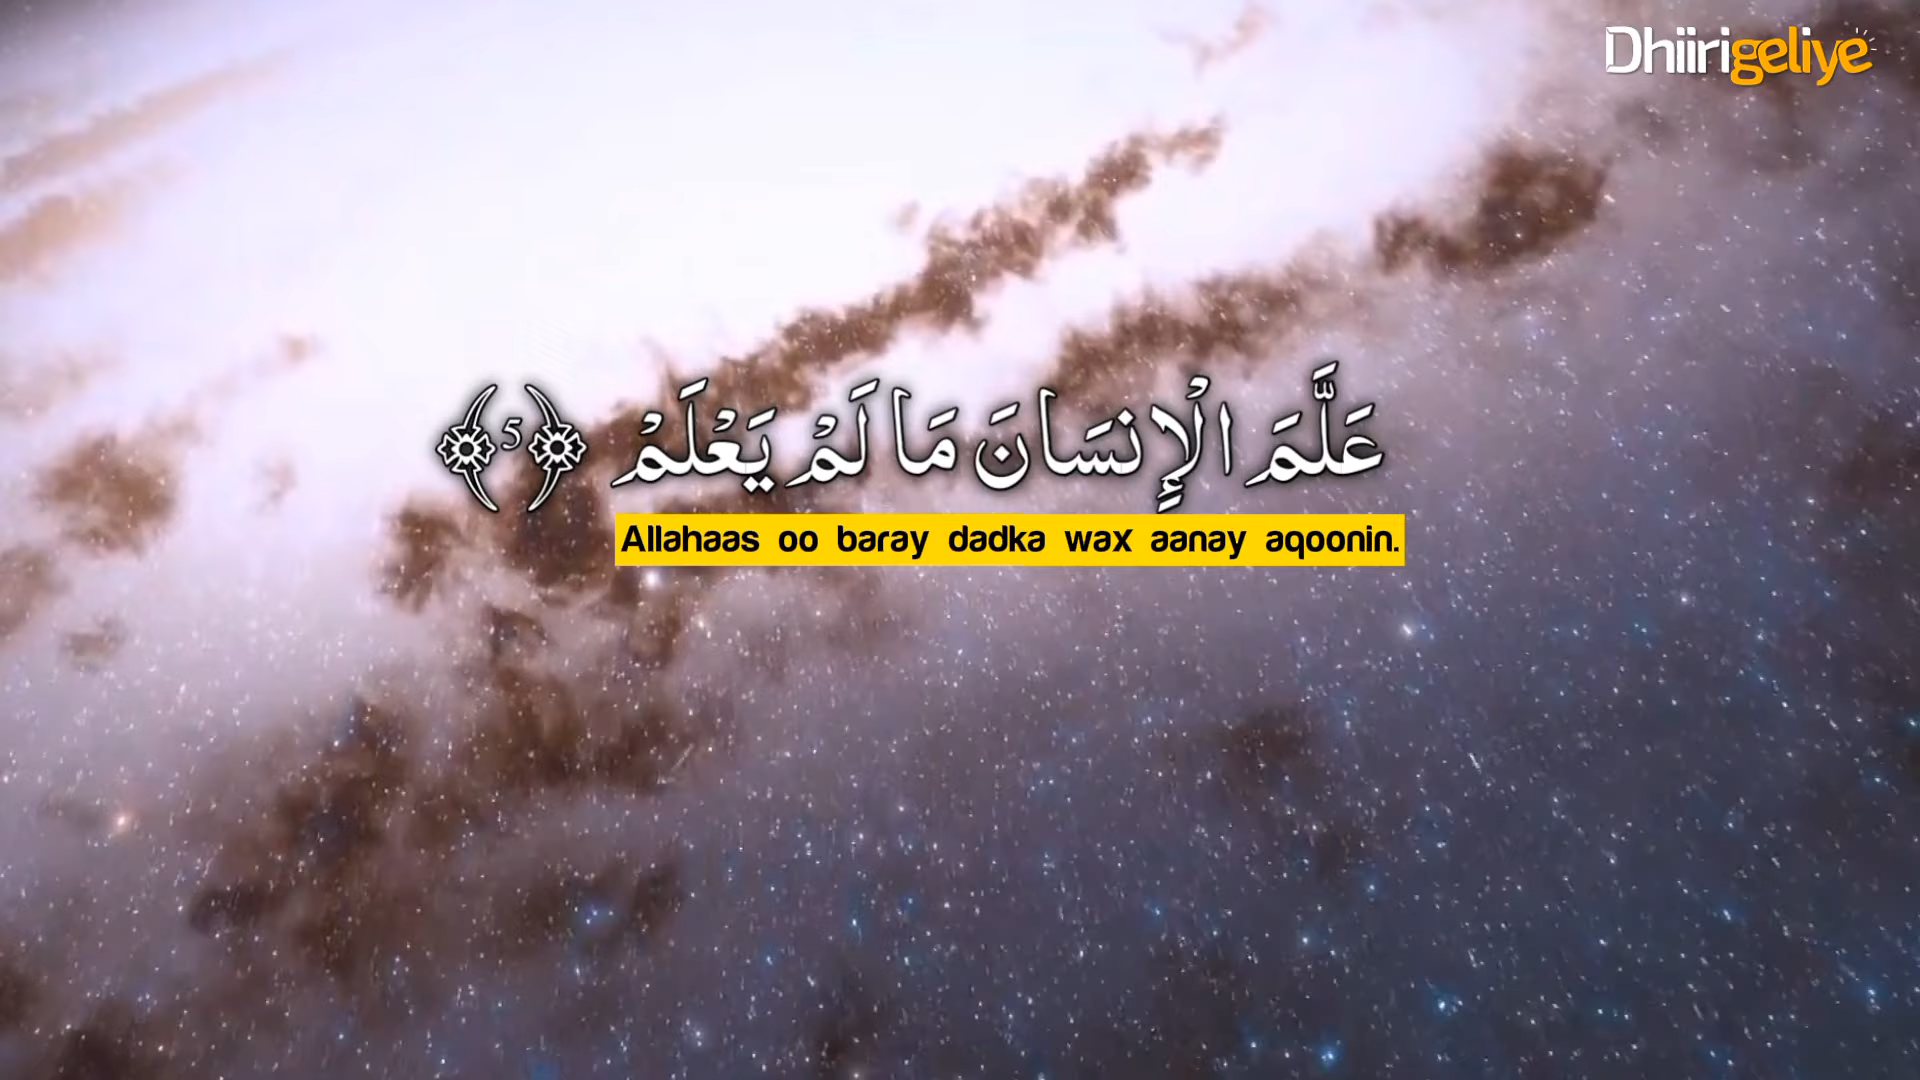 Dhiirigeliye
عَلَّمَ الْإِنسَانَ مَا لَمْ يَعْلَمْ ﴿5﴾
Allahaas oo baray dadka wax aanay aqoonin.